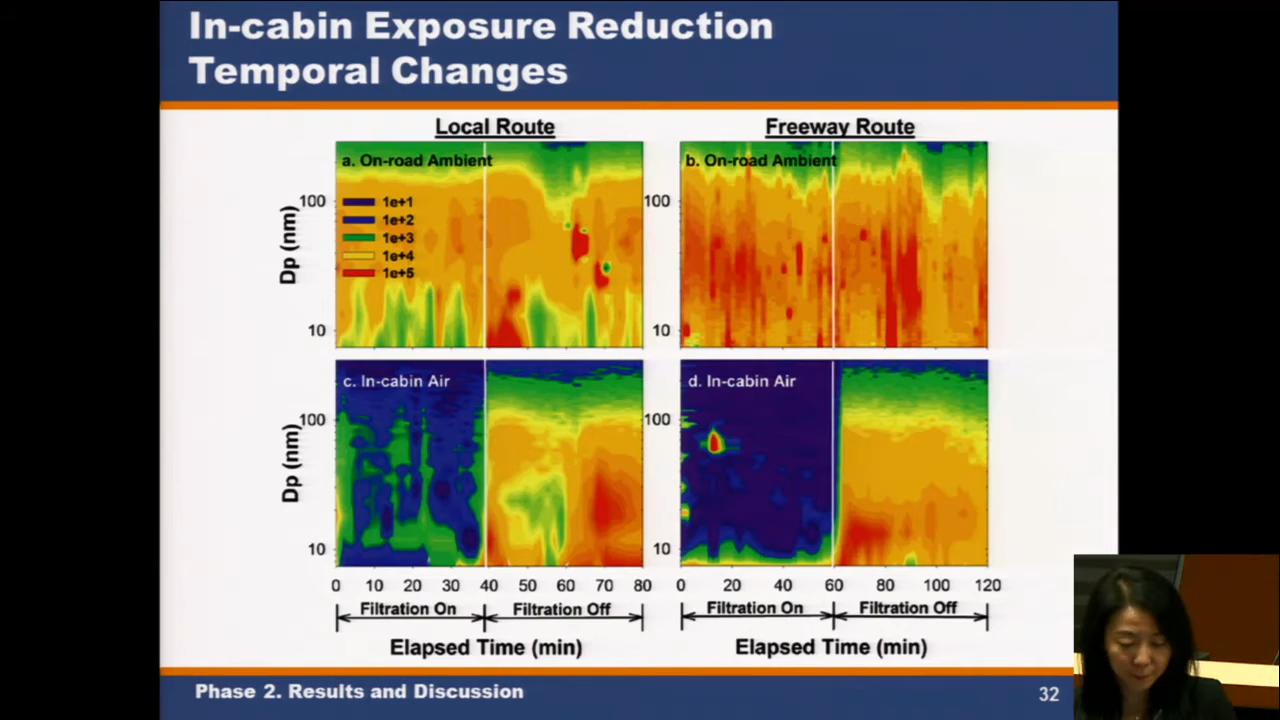 In-cabin Exposure Reduction
Temporal Changes
Local Route
Freeway Route
a. On-road Ambient
b. On-road Ambient
1e+1
1e+2
1e+3
1e+4
1e+5
Dp (nm)
100
10
100
10
c. In-cabin Air
d. In-cabin Air
Dp (nm)
100
10
100
10
0 10 20 30 40 50 60 70 80
0 20 40 60 80 100 120
Filtration On
Filtration Off
Filtration On
Filtration Off
Elapsed Time (min)
Elapsed Time (min)
Phase 2. Results and Discussion
32